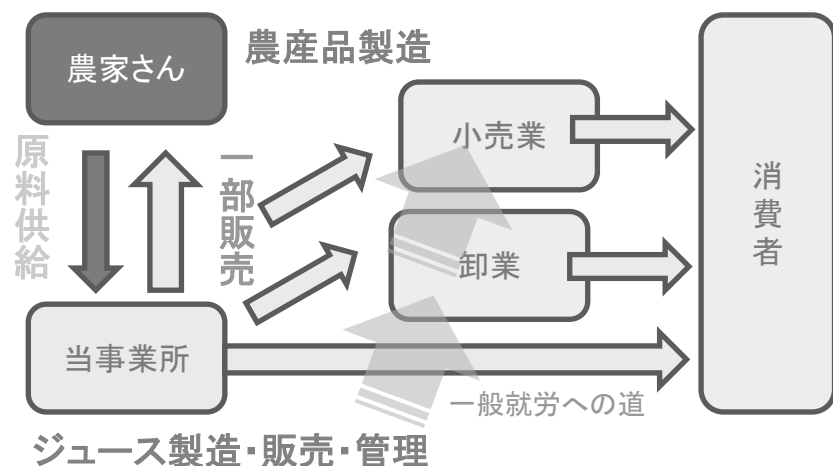 農家さん
農産品製造
原料供給
一部販売
小売業
卸業
消費者
当事業所
一般就労への道
ジュース製造・販売・管理